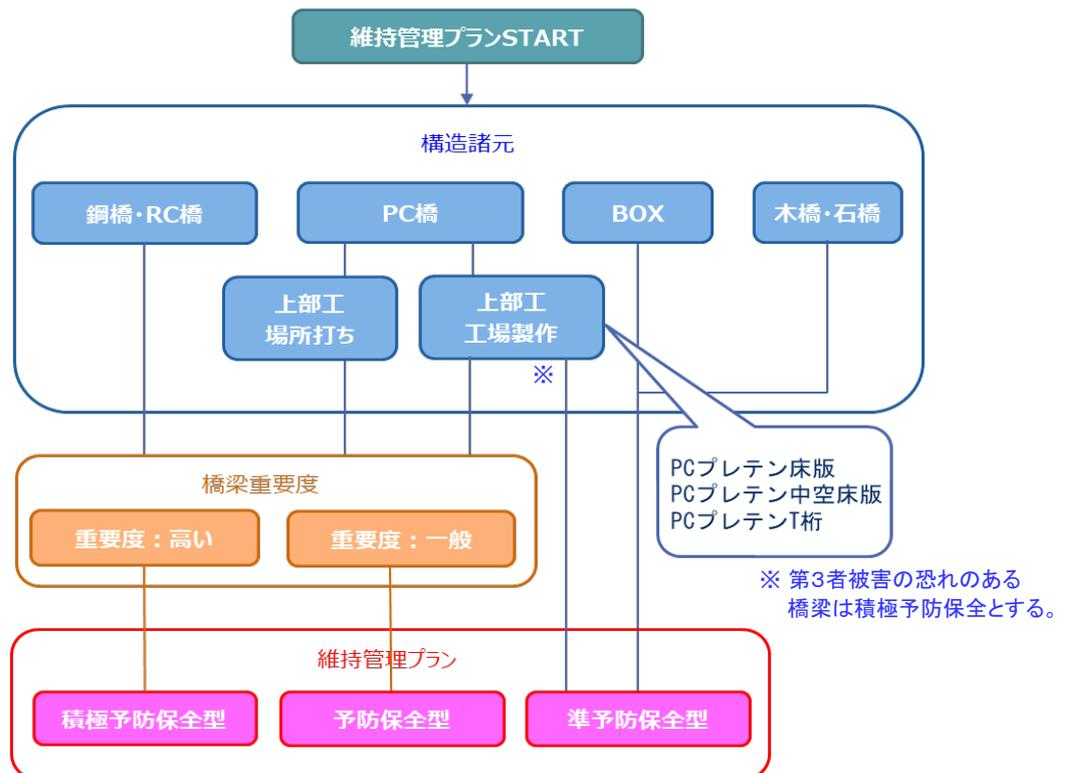 維持管理プランSTART
構造諸元
鋼橋・RC橋
PC橋
BOX
木橋・石橋
上部工
場所打ち
上部工
工場製作
※
PCプレテン床版
PCプレテン中空床版
PCプレテンT桁
橋梁重要度
重要度：高い
重要度：一般
※ 第３者被害の恐れのある
橋梁は積極予防保全とする。
維持管理プラン
積極予防保全型
予防保全型
準予防保全型